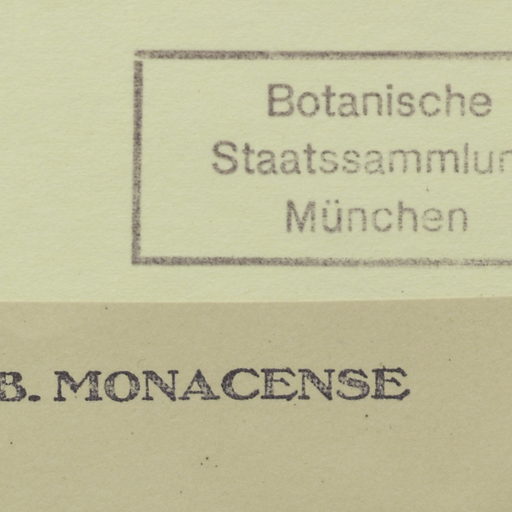 Botanische
Staatssammlun
München
B. MONACENSE